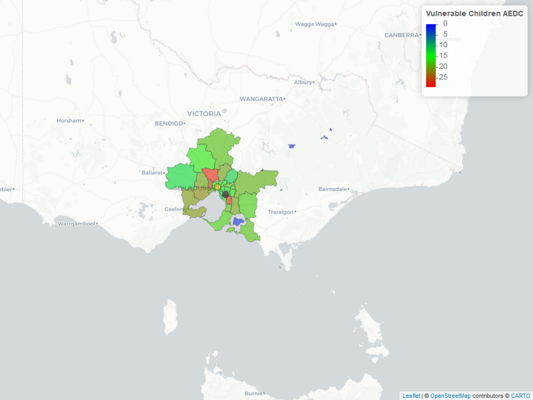 Vulnerable Children AEDC
0
5
10
15
20
25
Wagga Wagga
CANBERRA
Albury
WANGARATTA
VICTORIA
Horsham
BENDIGO
Ballarat
Geelong
Bairnsdale
Traralgon
Warrnambool
Burnie
Leaflet | © OpenStreetMap contributors © CARTO